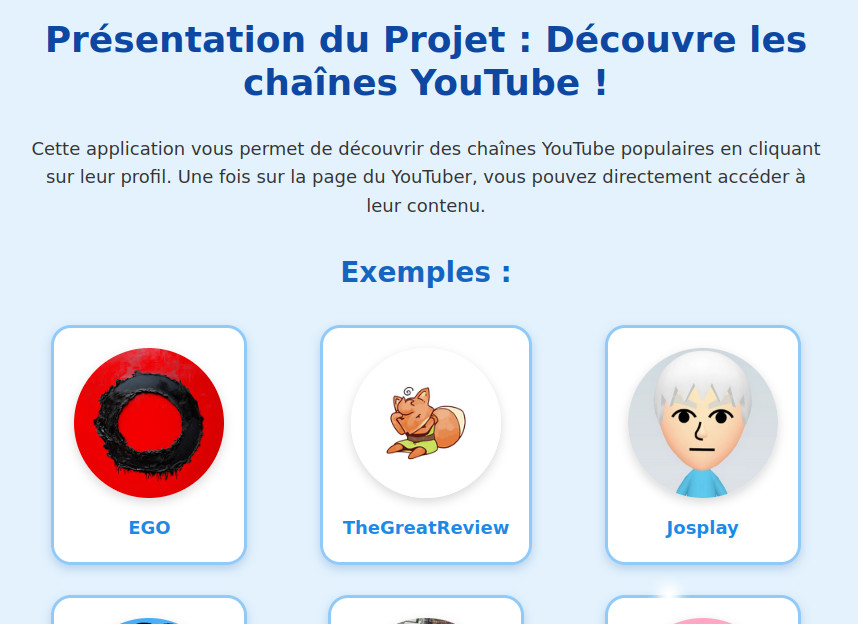 Présentation du Projet : Découvre les
chaînes YouTube !
Cette application vous permet de découvrir des chaînes YouTube populaires en cliquant
sur leur profil. Une fois sur la page du YouTuber, vous pouvez directement accéder à
leur contenu.
Exemples :
EGO
TheGreatReview
Josplay